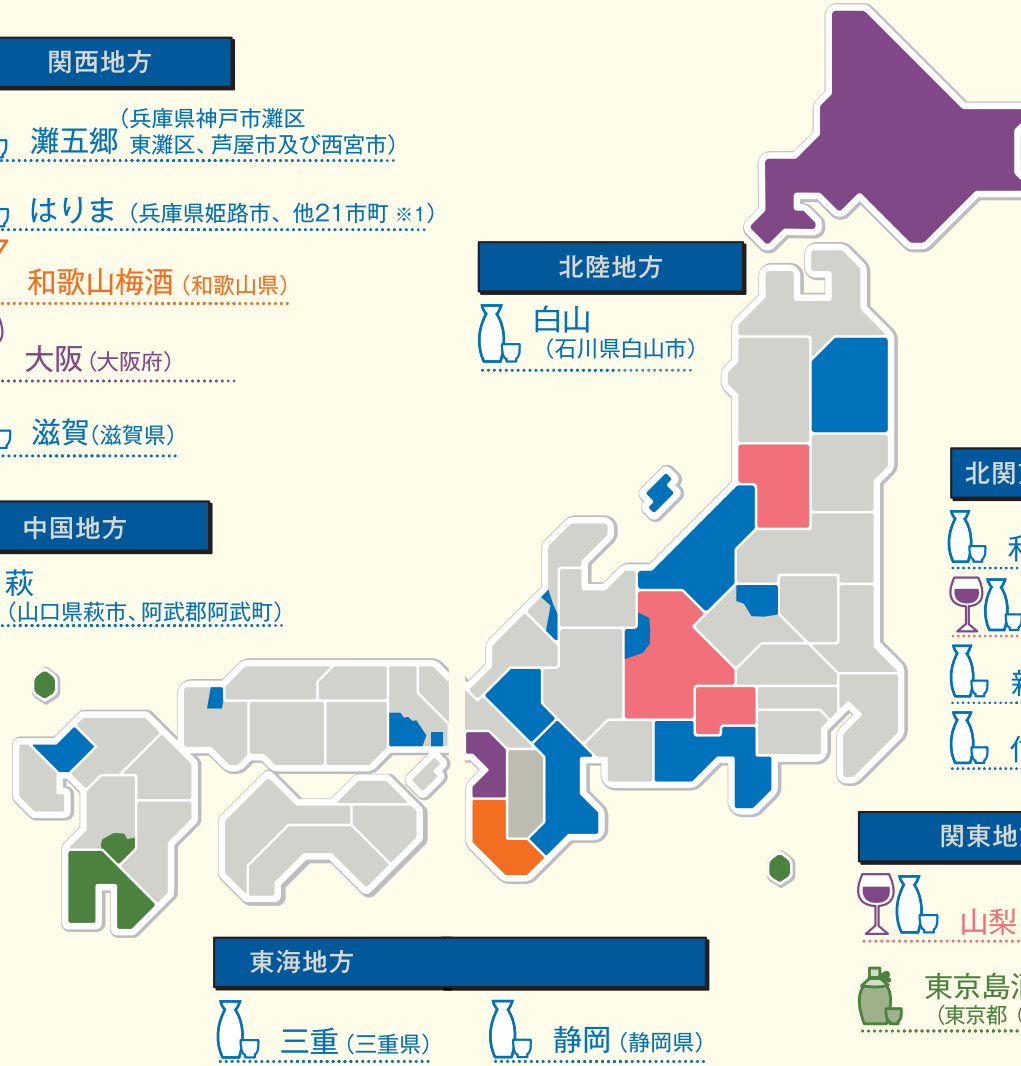 関西地方
灘五郷
（兵庫県神戸市灘区
東灘区、芦屋市及び西宮市）
はりま（兵庫県姫路市、他21市町 ※1）
和歌山梅酒（和歌山県）
大阪（大阪府）
滋賀（滋賀県）
中国地方
萩
（山口県萩市、阿武郡阿武町）
北陸地方
白山
（石川県白山市）
北関
関東地
山梨
東京島酒
（東京都（
東海地方
三重（三重県）
静岡（静岡県）